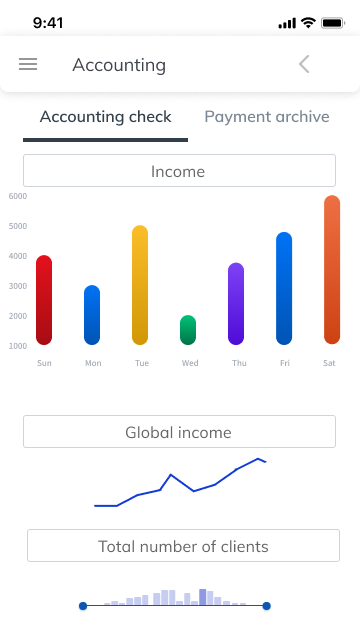 9:41
Accounting
Accounting check Payment archive
Income
6000
5000
4000
3000
2000
1000
Sun Mon Tue Wed Thu Fri Sat
Global income
Total number of clients